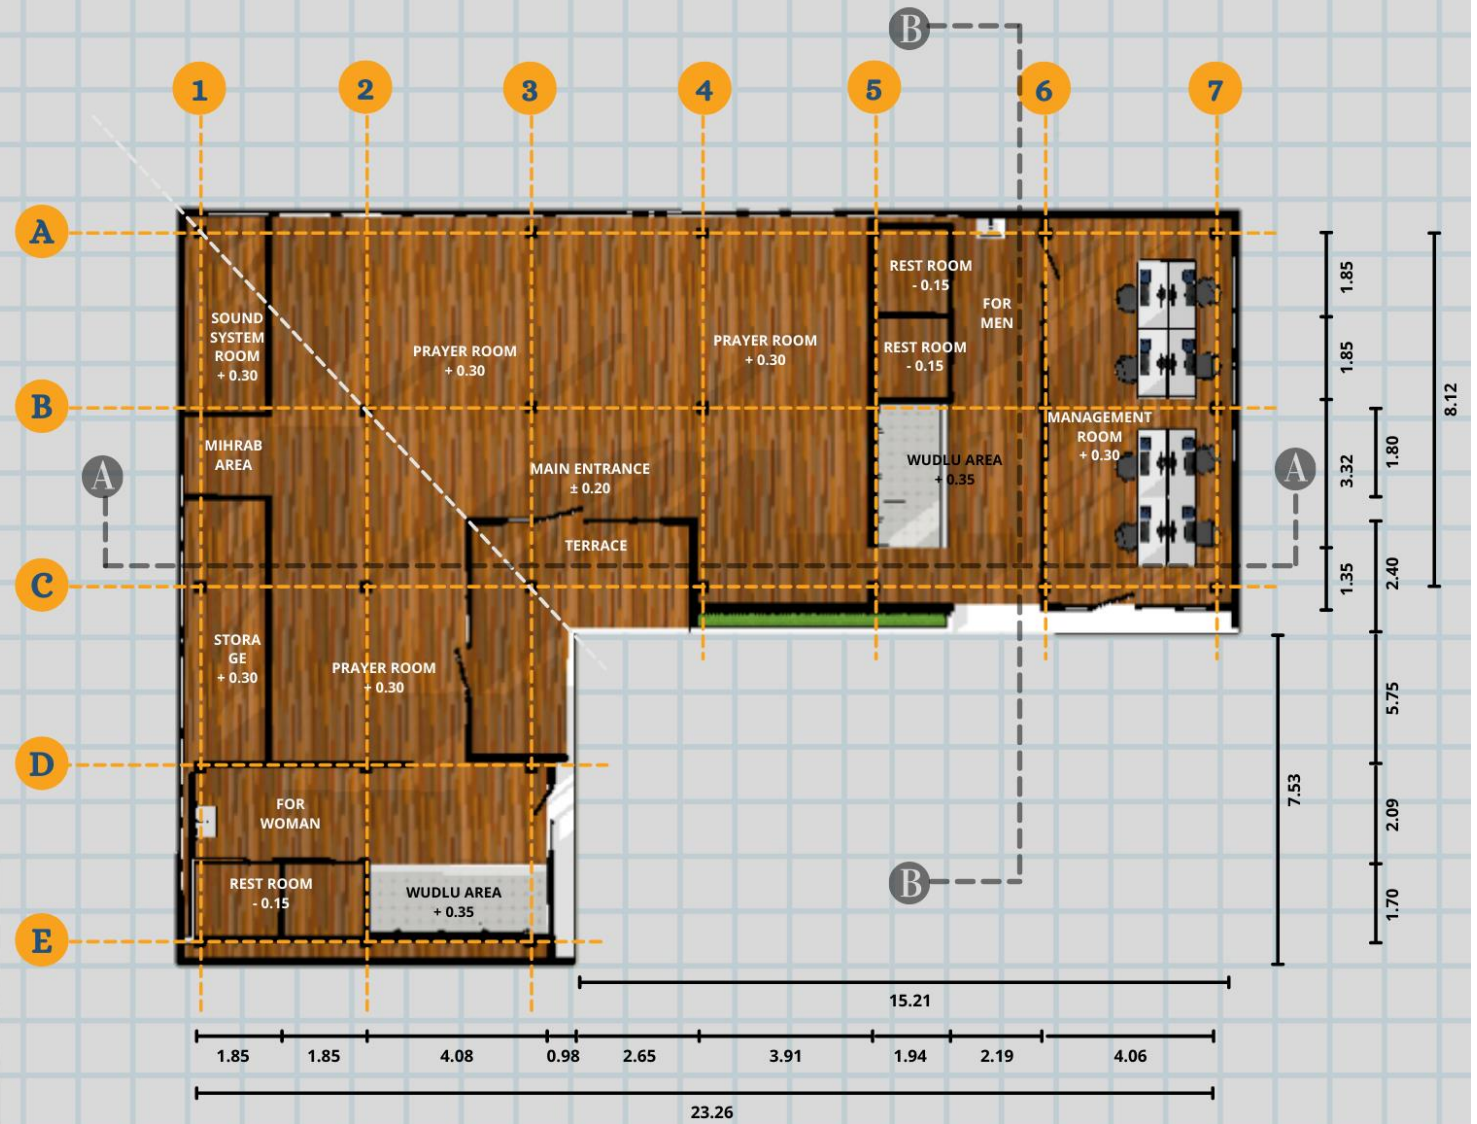 B
1
2
3
4
5
6
7
A
B
C
D
E
A
A
B
SOUND
SYSTEM
ROOM
+ 0.30
PRAYER ROOM
+ 0.30
PRAYER ROOM
+ 0.30
REST ROOM
- 0.15
FOR
MEN
REST ROOM
- 0.15
MIHRAB
AREA
MAIN ENTRANCE
± 0.20
WUDLU AREA
+ 0.35
MANAGEMENT
ROOM
+ 0.30
TERRACE
STORA
GE
+ 0.30
PRAYER ROOM
+ 0.30
FOR
WOMAN
REST ROOM
- 0.15
WUDLU AREA
+ 0.35
1.85
1.85
3.32
1.35
1.80
2.40
8.12
5.75
2.09
1.70
7.53
15.21
1.85
1.85
4.08
0.98
2.65
3.91
1.94
2.19
4.06
23.26